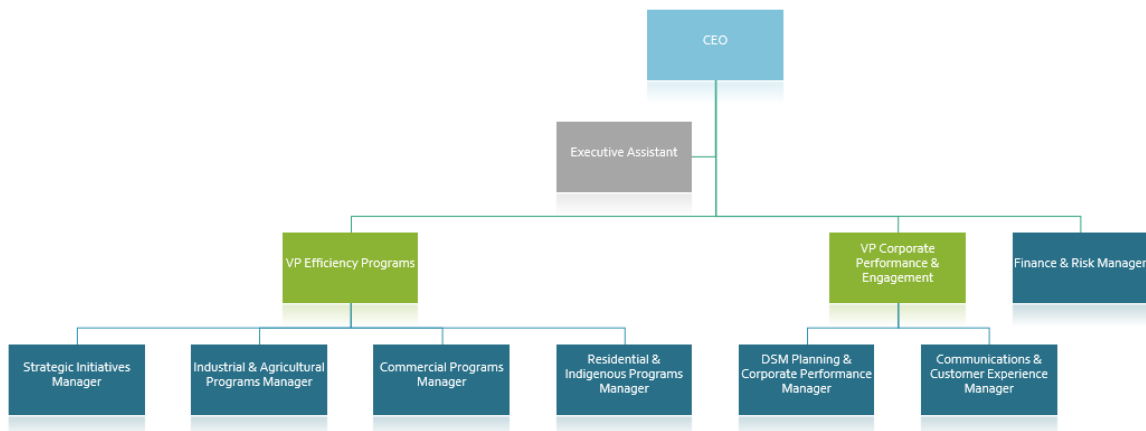 CEO
Executive Assistant
VP Efficiency Programs
VP Corporate
Performance &
Engagement
Finance & Risk Manager
Strategic Initiatives
Manager
Industrial & Agricultural
Programs Manager
Commercial Programs
Manager
Residential &
Indigenous Programs
Manager
DSM Planning &
Corporate Performance
Manager
Communications &
Customer Experience
Manager